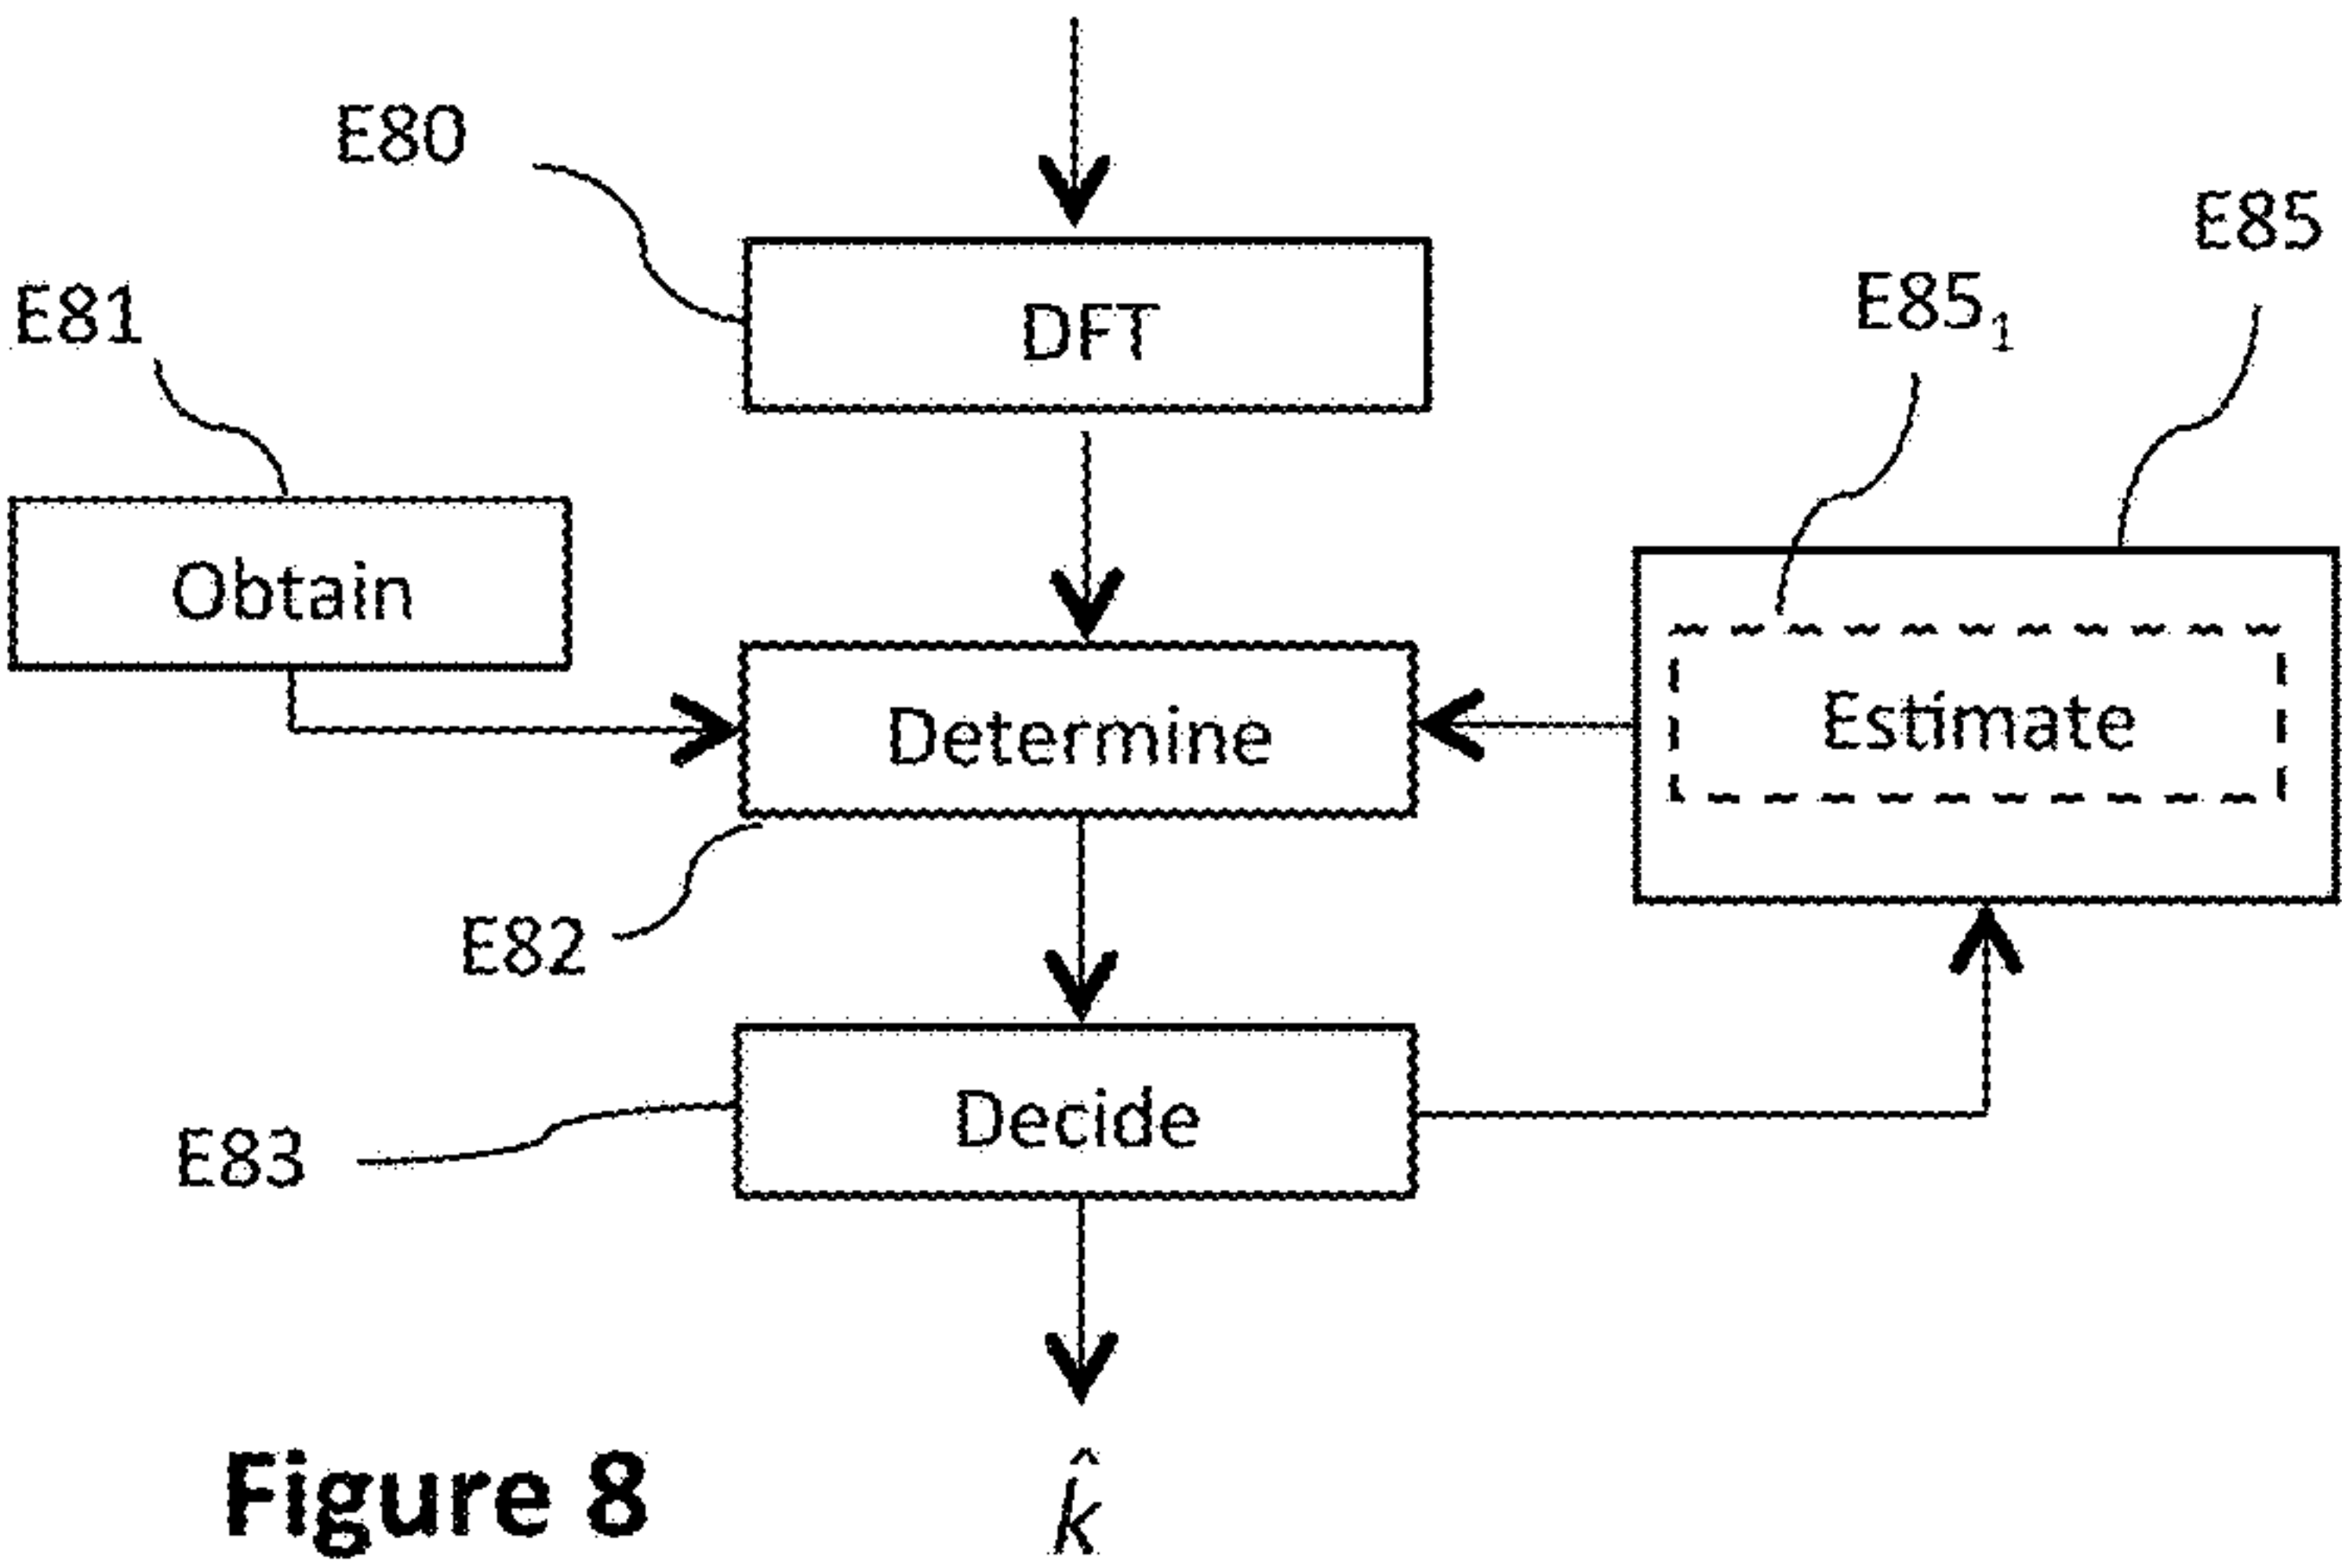 E80
E85
E85₁
E81
DFT
Obtain
Estimate
Determine
E82
Decide
E83
Figure 8
k̂